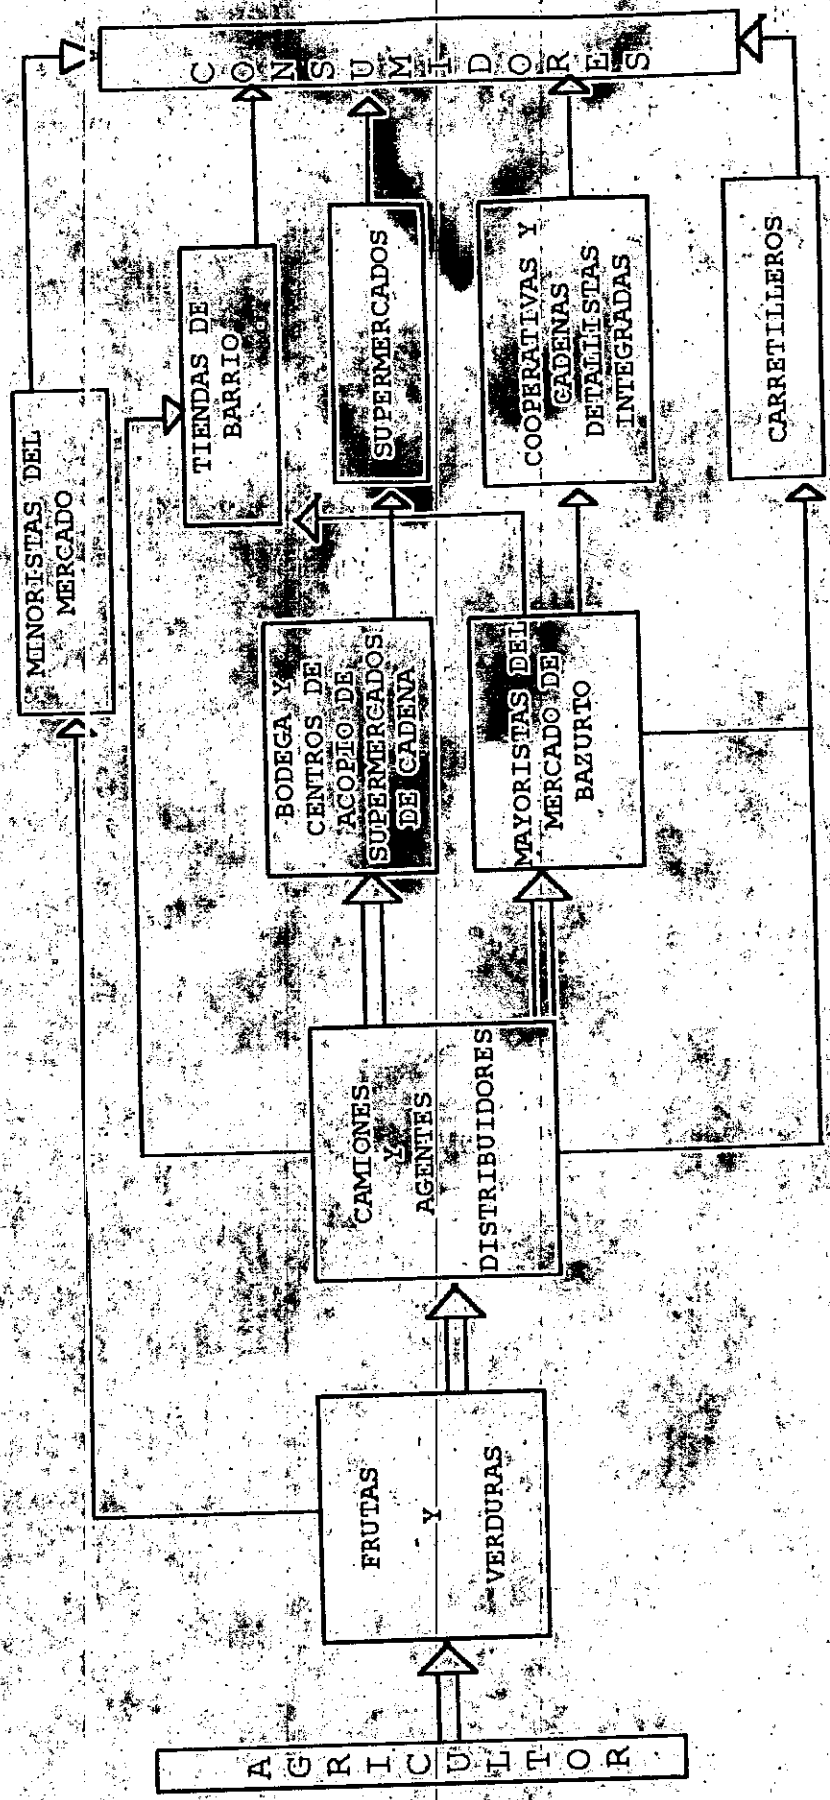 AGRICULTOR
FRUTAS
Y
VERDURAS
CAMIONES
Y
AGENTES
DISTRIBUIDORES
BODEGA Y
CENTROS DE
ACOPIO DE
SUPERMERCADOS
DE CADENA
MAYORISTAS DEL
MERCADO DE
BAZURTO
MINORISTAS DEL
MERCADO
TIENDAS DE
BARRIO
SUPERMERCADOS
COOPERATIVAS Y
CADENAS
DETALLISTAS
INTEGRADAS
CARRETILLEROS
CONSUMIDORES